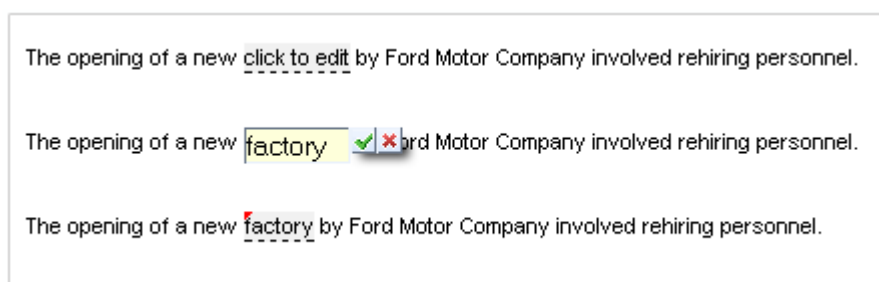 The opening of a new click to edit by Ford Motor Company involved rehiring personnel.
The opening of a new factory ord Motor Company involved rehiring personnel.
The opening of a new factory by Ford Motor Company involved rehiring personnel.